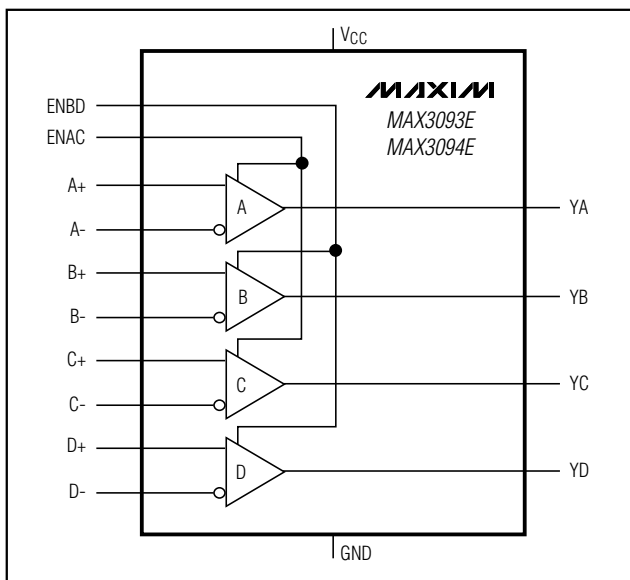 VCC
MAXIM
MAX3093E
MAX3094E
ENBD
ENAC
A+
A-
A
YA
B+
B-
B
YB
C+
C-
C
YC
D+
D-
D
YD
GND